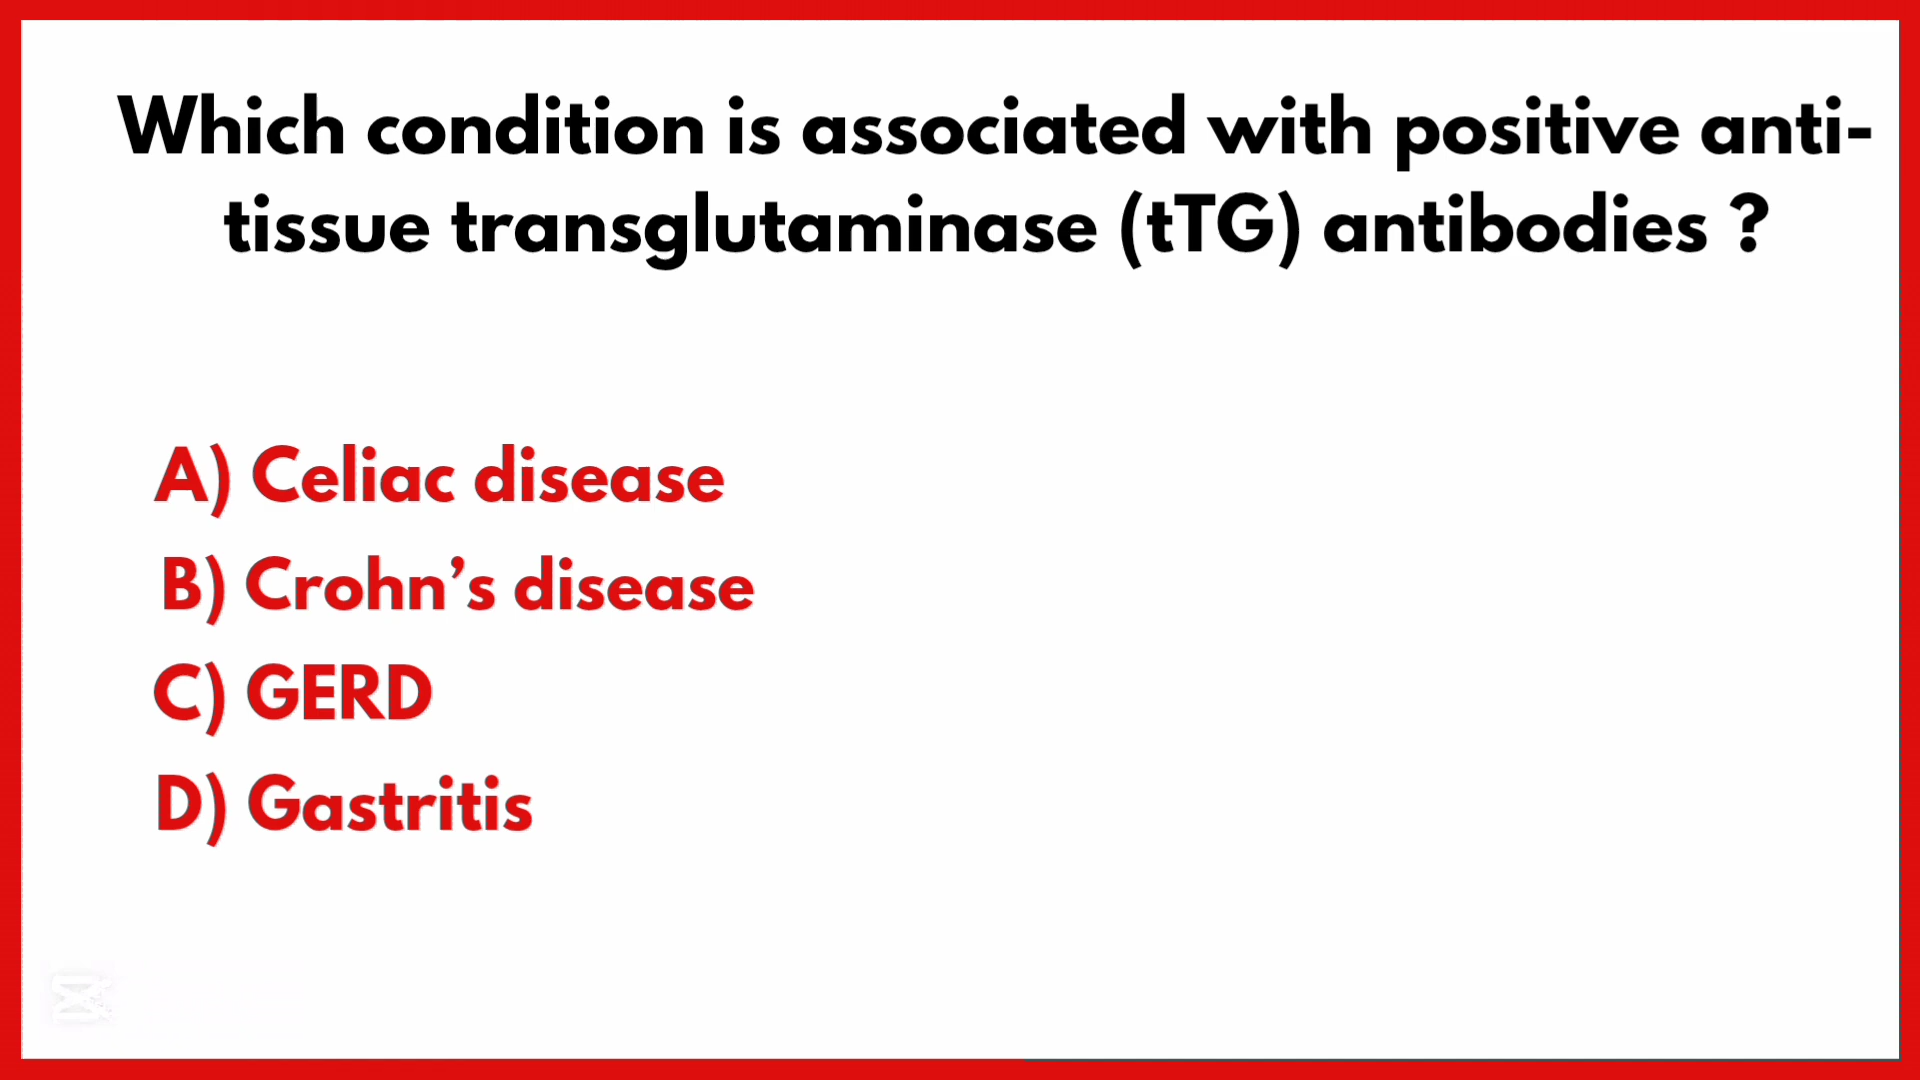 Which condition is associated with positive anti-
tissue transglutaminase (tTG) antibodies ?
A) Celiac disease
B) Crohn’s disease
C) GERD
D) Gastritis